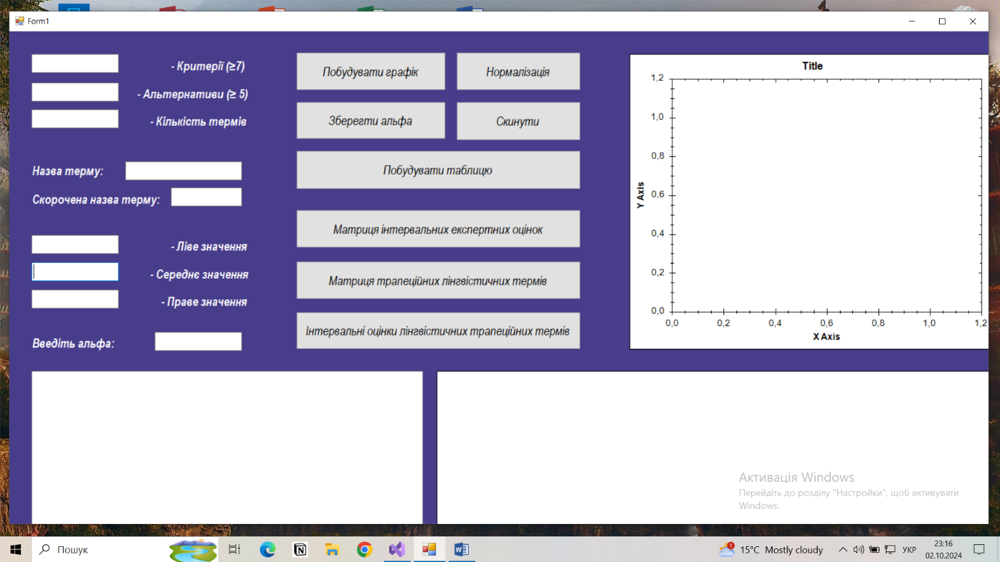 Form1
- Критерії (≥7)
- Альтернативи (≥ 5)
- Кількість термів
Назва терму:
Скорочена назва терму:
- Ліве значення
- Середнє значення
- Праве значення
Введіть альфа:
Побудувати графік
Нормалізація
Зберегти альфа
Скинути
Побудувати таблицю
Матриця інтервальних експертних оцінок
Матриця трапеційних лінгвістичних термів
Інтервальні оцінки лінгвістичних трапеційних термів
Title
1,2
1,0
0,8
0,6
0,4
0,2
0,0
Y Axis
0,0 0,2 0,4 0,6 0,8 1,0 1,2
X Axis
Активація Windows
Перейдіть до розділу "Настройки", щоб активувати
Windows.
Пошук
1
15°C Mostly cloudy
УКР
23:16
02.10.2024